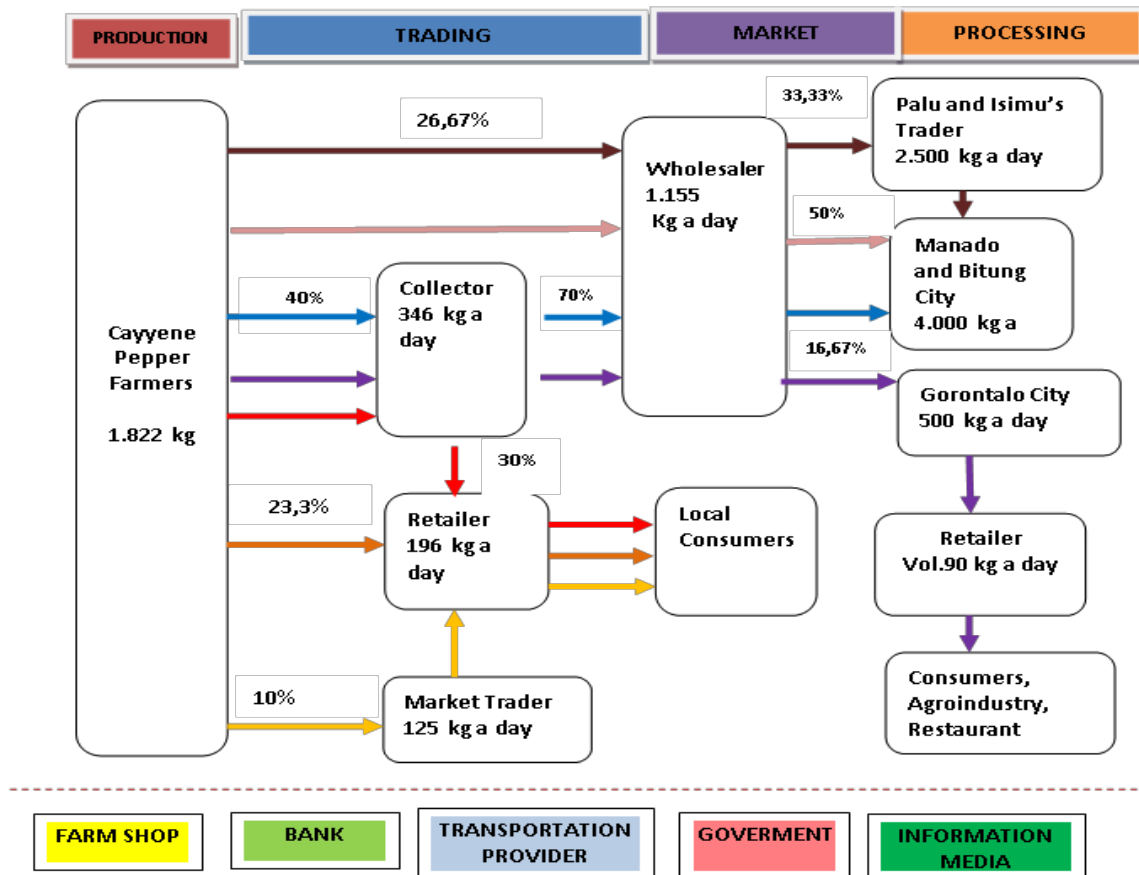 PRODUCTION
TRADING
MARKET
PROCESSING
26,67%
33,33%
Palu and Isimu's
Trader
2.500 kg a day
Wholesaler
1.155
Kg a day
50%
Manado
and Bitung
City
4.000 kg a
40%
Collector
346 kg a
day
70%
16,67%
Cayyene
Pepper
Farmers
1.822 kg
Gorontalo City
500 kg a day
30%
23,3%
Retailer
196 kg a
day
Local
Consumers
Retailer
Vol.90 kg a day
10%
Market Trader
125 kg a day
Consumers,
Agroindustry,
Restaurant
FARM SHOP
BANK
TRANSPORTATION
PROVIDER
GOVERMENT
INFORMATION
MEDIA